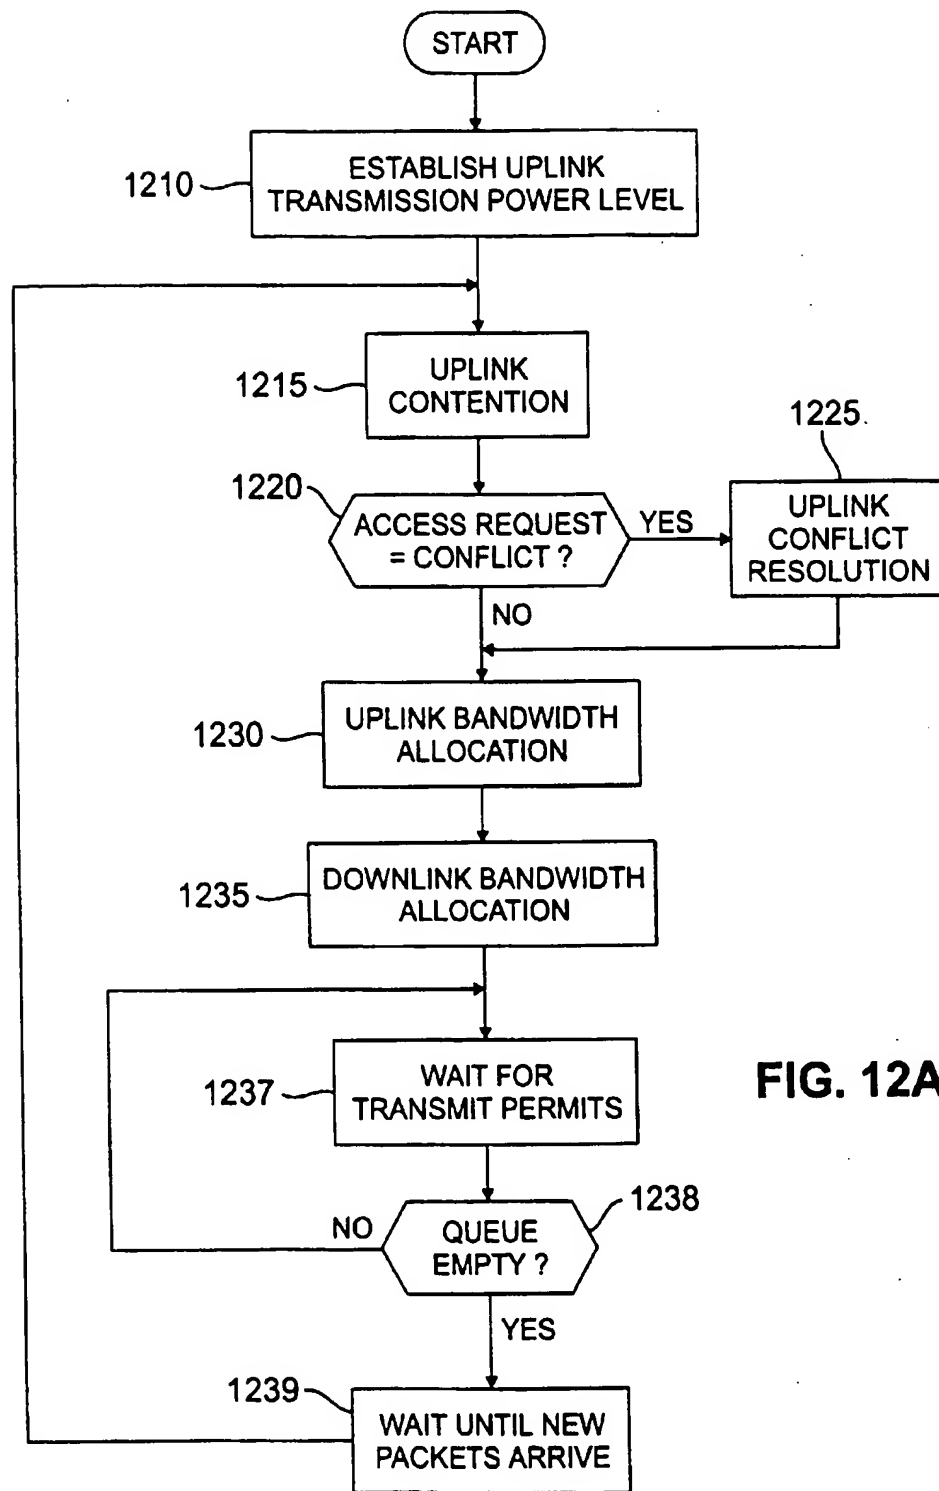 START
1210
ESTABLISH UPLINK
TRANSMISSION POWER LEVEL
1215
UPLINK
CONTENTION
1220
ACCESS REQUEST
= CONFLICT ?
YES
1225
UPLINK
CONFLICT
RESOLUTION
NO
1230
UPLINK BANDWIDTH
ALLOCATION
1235
DOWNLINK BANDWIDTH
ALLOCATION
1237
WAIT FOR
TRANSMIT PERMITS
FIG. 12A
1238
NO
QUEUE
EMPTY ?
YES
1239
WAIT UNTIL NEW
PACKETS ARRIVE